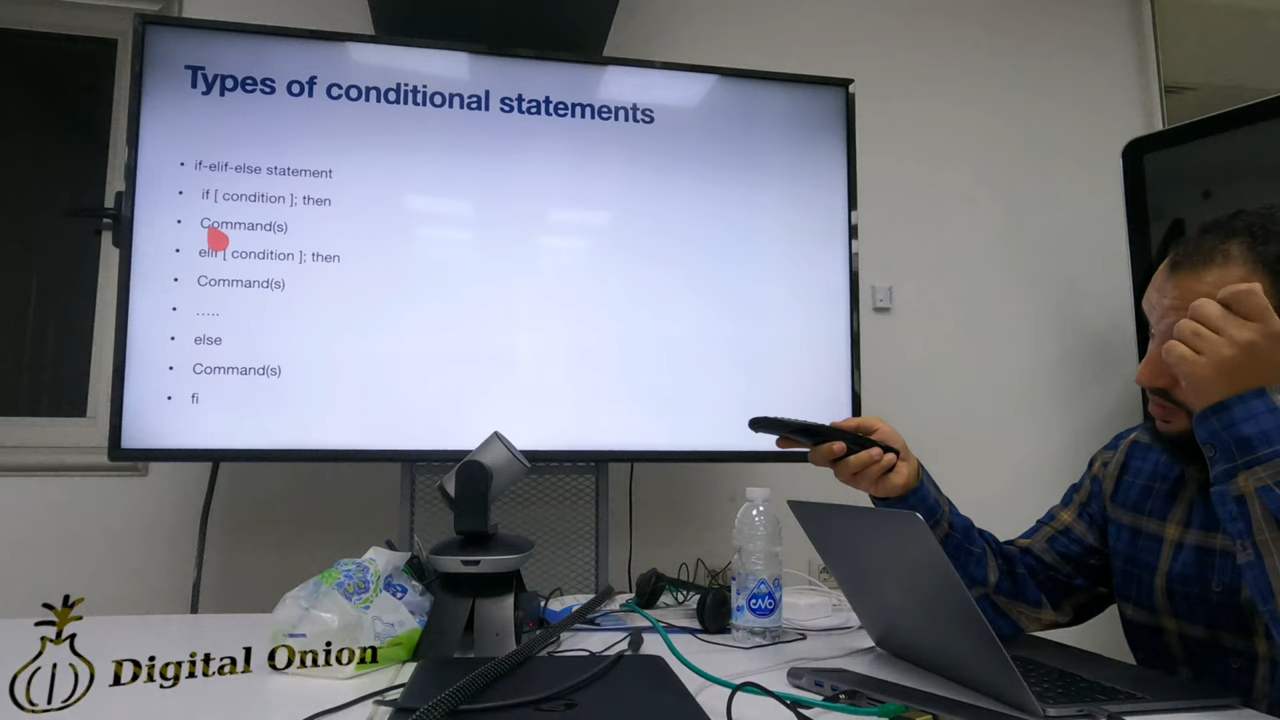 Types of conditional statements
• if-elif-else statement
• if [ condition ]; then
• Command(s)
• elif [ condition ]; then
• Command(s)
• .....
• else
• Command(s)
• fi
Digital Onion